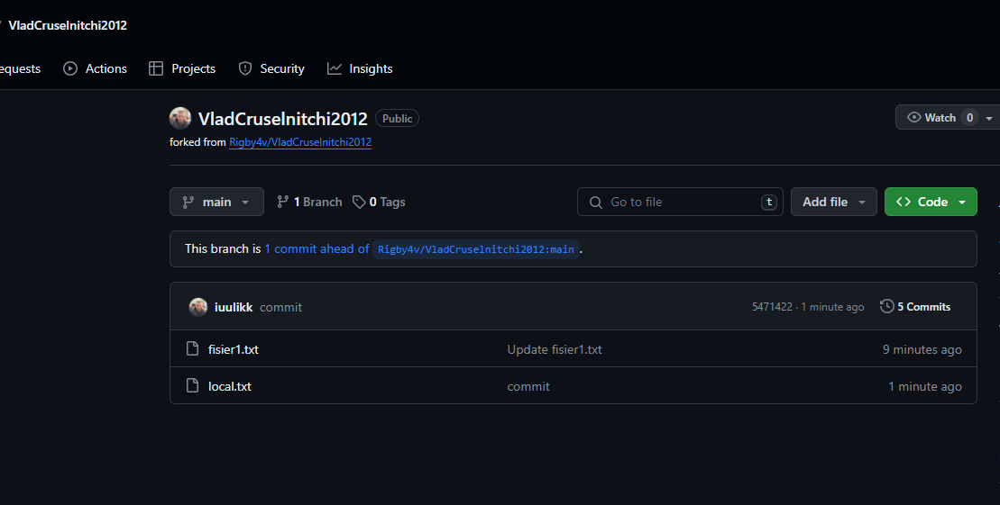 VladCruseInitchi2012
equests Actions Projects Security Insights
VladCruseInitchi2012 Public
Watch 0
forked from Rigby4v/VladCruseInitchi2012
main 1 Branch 0 Tags Go to file t Add file Code
This branch is 1 commit ahead of Rigby4v/VladCruseInitchi2012:main .
iuulikk commit 5471422 · 1 minute ago 5 Commits
fisier1.txt Update fisier1.txt 9 minutes ago
local.txt commit 1 minute ago